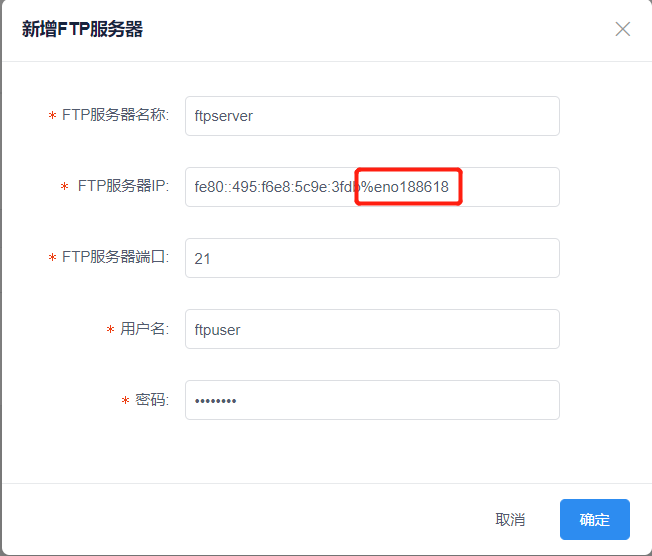 新增FTP服务器
* FTP服务器名称: ftpserver
* FTP服务器IP: fe80::495:f6e8:5c9e:3fdb%eno188618
* FTP服务器端口: 21
* 用户名: ftpuser
* 密码: ••••••••
取消 确定